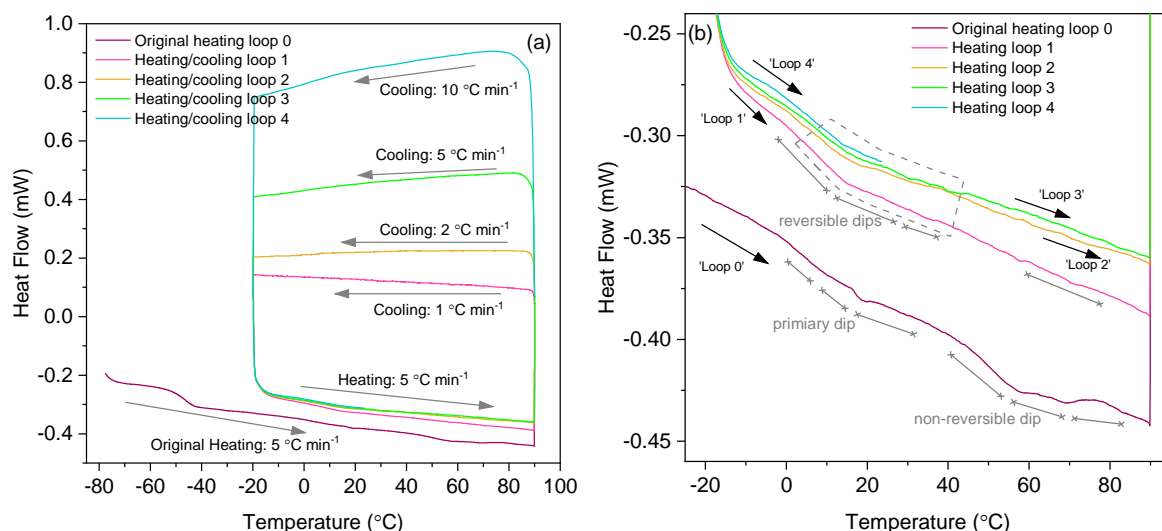 (a)
Original heating loop 0
Heating/cooling loop 1
Heating/cooling loop 2
Heating/cooling loop 3
Heating/cooling loop 4
Cooling: 10 °C min-1
Cooling: 5 °C min-1
Cooling: 2 °C min-1
Cooling: 1 °C min-1
Heating: 5 °C min-1
Original Heating: 5 °C min-1
1.0
0.8
0.6
0.4
0.2
0.0
-0.2
-0.4
Heat Flow (mW)
-80 -60 -40 -20 0 20 40 60 80 100
Temperature (°C)
(b)
Original heating loop 0
Heating loop 1
Heating loop 2
Heating loop 3
Heating loop 4
'Loop 4'
'Loop 1'
'Loop 3'
reversible dips
'Loop 2'
'Loop 0'
primiary dip
non-reversible dip
-0.25
-0.30
-0.35
-0.40
-0.45
Heat Flow (mW)
-20 0 20 40 60 80
Temperature (°C)